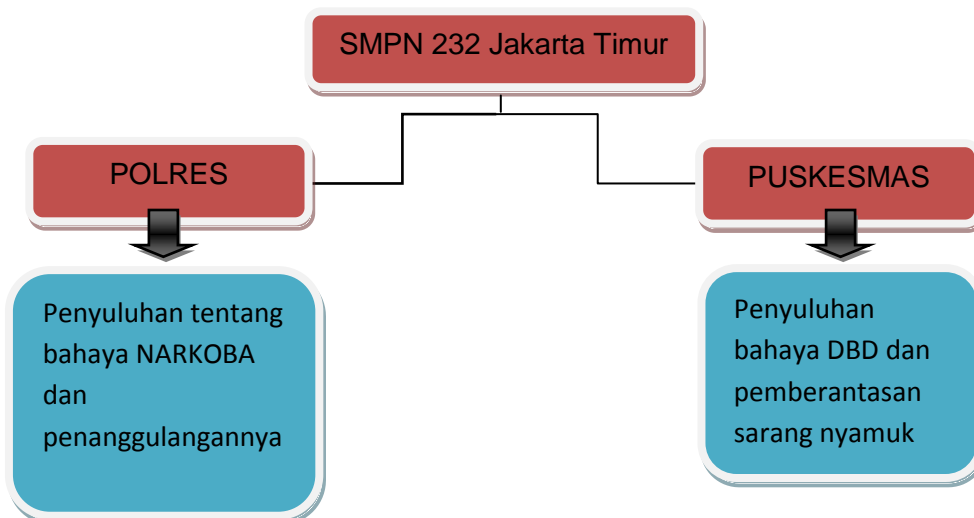 SMPN 232 Jakarta Timur
POLRES
PUSKESMAS
Penyuluhan tentang
bahaya NARKOBA
dan
penanggulangannya
Penyuluhan
bahaya DBD dan
pemberantasan
sarang nyamuk